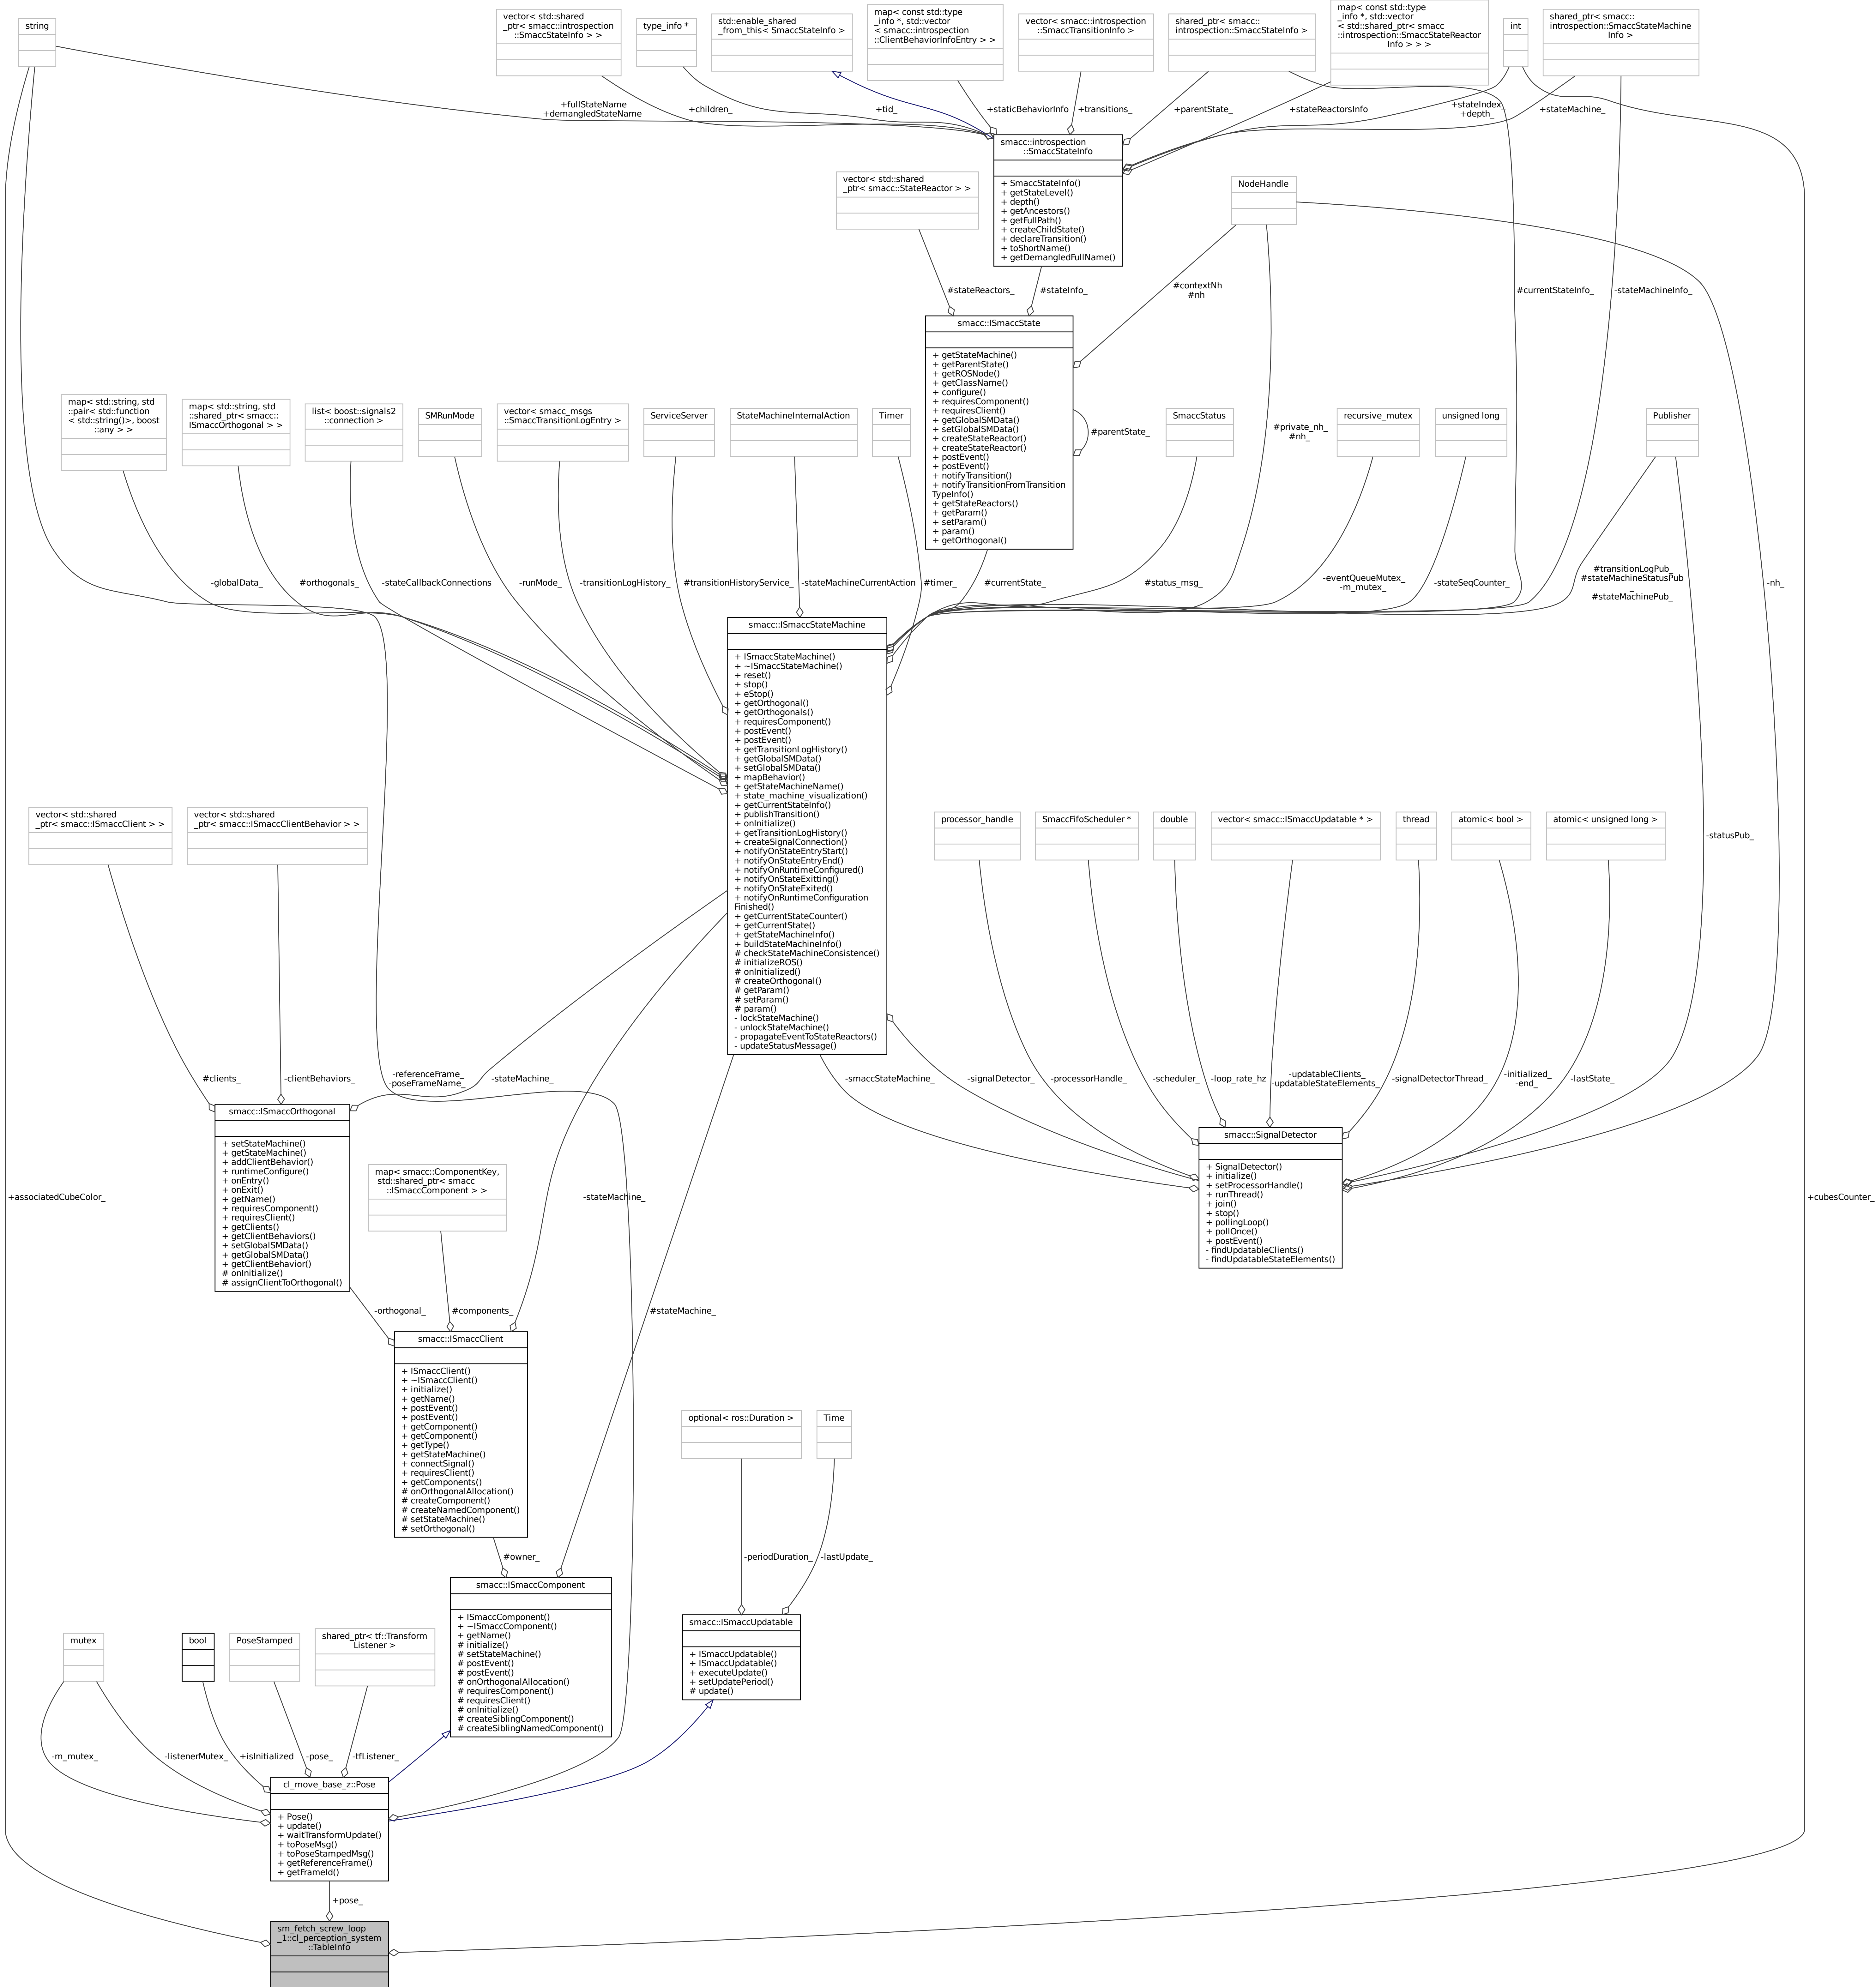 string
vector< std::shared
_ptr< smacc::introspection
::SmaccStateInfo > >
type_info *
std::enable_shared
_from_this< SmaccStateInfo >
map< const std::type
_info *, std::vector
< smacc::introspection
::ClientBehaviorInfoEntry > >
vector< smacc::introspection
::SmaccTransitionInfo >
shared_ptr< smacc::
introspection::SmaccStateInfo >
map< const std::type
_info *, std::vector
< std::shared_ptr< smacc
::introspection::SmaccStateReactor
Info > > >
int
shared_ptr< smacc::
introspection::SmaccStateMachine
Info >
+fullStateName
+demangledStateName
+children_
+tid_
+staticBehaviorInfo
+transitions_
+parentState_
+stateReactorsInfo
+stateIndex_
+depth_
+stateMachine_
smacc::introspection
::SmaccStateInfo
+ SmaccStateInfo()
+ getStateLevel()
+ depth()
+ getAncestors()
+ getFullPath()
+ createChildState()
+ declareTransition()
+ toShortName()
+ getDemangledFullName()
vector< std::shared
_ptr< smacc::StateReactor > >
NodeHandle
#stateReactors_
#stateInfo_
#contextNh
#nh
#currentStateInfo_
-stateMachineInfo_
smacc::ISmaccState
+ getStateMachine()
+ getParentState()
+ getROSNode()
+ getClassName()
+ configure()
+ requiresComponent()
+ requiresClient()
+ getGlobalSMData()
+ setGlobalSMData()
+ createStateReactor()
+ createStateReactor()
+ postEvent()
+ postEvent()
+ notifyTransition()
+ notifyTransitionFromTransition
TypeInfo()
+ getStateReactors()
+ getParam()
+ setParam()
+ param()
+ getOrthogonal()
#parentState_
#private_nh_
#nh_
map< std::string, std
::pair< std::function
< std::string()>, boost
::any > >
map< std::string, std
::shared_ptr< smacc::
ISmaccOrthogonal > >
list< boost::signals2
::connection >
SMRunMode
vector< smacc_msgs
::SmaccTransitionLogEntry >
ServiceServer
StateMachineInternalAction
Timer
SmaccStatus
recursive_mutex
unsigned long
Publisher
-globalData_
#orthogonals_
-stateCallbackConnections
-runMode_
-transitionLogHistory_
#transitionHistoryService_
-stateMachineCurrentAction
#timer_
#currentState_
#status_msg_
-eventQueueMutex_
-m_mutex_
-stateSeqCounter_
#transitionLogPub_
#stateMachineStatusPub
_
#stateMachinePub_
-nh_
smacc::ISmaccStateMachine
+ ISmaccStateMachine()
+ ~ISmaccStateMachine()
+ reset()
+ stop()
+ eStop()
+ getOrthogonal()
+ getOrthogonals()
+ requiresComponent()
+ postEvent()
+ postEvent()
+ getTransitionLogHistory()
+ getGlobalSMData()
+ setGlobalSMData()
+ mapBehavior()
+ getStateMachineName()
+ state_machine_visualization()
+ getCurrentStateInfo()
+ publishTransition()
+ onInitialize()
+ getTransitionLogHistory()
+ createSignalConnection()
+ notifyOnStateEntryStart()
+ notifyOnStateEntryEnd()
+ notifyOnRuntimeConfigured()
+ notifyOnStateExitting()
+ notifyOnStateExited()
+ notifyOnRuntimeConfiguration
Finished()
+ getCurrentStateCounter()
+ getCurrentState()
+ getStateMachineInfo()
+ buildStateMachineInfo()
# checkStateMachineConsistence()
# initializeROS()
# onInitialized()
# createOrthogonal()
# getParam()
# setParam()
# param()
- lockStateMachine()
- unlockStateMachine()
- propagateEventToStateReactors()
- updateStatusMessage()
vector< std::shared
_ptr< smacc::ISmaccClient > >
vector< std::shared
_ptr< smacc::ISmaccClientBehavior > >
processor_handle
SmaccFifoScheduler *
double
vector< smacc::ISmaccUpdatable * >
thread
atomic< bool >
atomic< unsigned long >
-statusPub_
#clients_
-clientBehaviors_
-referenceFrame_
-poseFrameName_
-stateMachine_
-smaccStateMachine_
-signalDetector_
-processorHandle_
-scheduler_
-loop_rate_hz
-updatableClients_
-updatableStateElements_
-signalDetectorThread_
-initialized_
-end_
-lastState_
smacc::ISmaccOrthogonal
+ setStateMachine()
+ getStateMachine()
+ addClientBehavior()
+ runtimeConfigure()
+ onEntry()
+ onExit()
+ getName()
+ requiresComponent()
+ requiresClient()
+ getClients()
+ getClientBehaviors()
+ setGlobalSMData()
+ getGlobalSMData()
+ getClientBehavior()
# onInitialize()
# assignClientToOrthogonal()
smacc::SignalDetector
+ SignalDetector()
+ initialize()
+ setProcessorHandle()
+ runThread()
+ join()
+ stop()
+ pollingLoop()
+ pollOnce()
+ postEvent()
- findUpdatableClients()
- findUpdatableStateElements()
map< smacc::ComponentKey,
std::shared_ptr< smacc
::ISmaccComponent > >
+associatedCubeColor_
-stateMachine_
+cubesCounter_
-orthogonal_
#components_
#stateMachine_
smacc::ISmaccClient
+ ISmaccClient()
+ ~ISmaccClient()
+ initialize()
+ getName()
+ postEvent()
+ postEvent()
+ getComponent()
+ getComponent()
+ getType()
+ getStateMachine()
+ connectSignal()
+ requiresClient()
+ getComponents()
# onOrthogonalAllocation()
# createComponent()
# createNamedComponent()
# setStateMachine()
# setOrthogonal()
optional< ros::Duration >
Time
#owner_
-periodDuration_
-lastUpdate_
smacc::ISmaccComponent
+ ISmaccComponent()
+ ~ISmaccComponent()
+ getName()
# initialize()
# setStateMachine()
# postEvent()
# postEvent()
# onOrthogonalAllocation()
# requiresComponent()
# requiresClient()
# onInitialize()
# createSiblingComponent()
# createSiblingNamedComponent()
smacc::ISmaccUpdatable
+ ISmaccUpdatable()
+ ISmaccUpdatable()
+ executeUpdate()
+ setUpdatePeriod()
# update()
mutex
bool
PoseStamped
shared_ptr< tf::Transform
Listener >
-m_mutex_
-listenerMutex_
+isInitialized
-pose_
-tfListener_
cl_move_base_z::Pose
+ Pose()
+ update()
+ waitTransformUpdate()
+ toPoseMsg()
+ toPoseStampedMsg()
+ getReferenceFrame()
+ getFrameId()
+pose_
sm_fetch_screw_loop
_1::cl_perception_system
::TableInfo